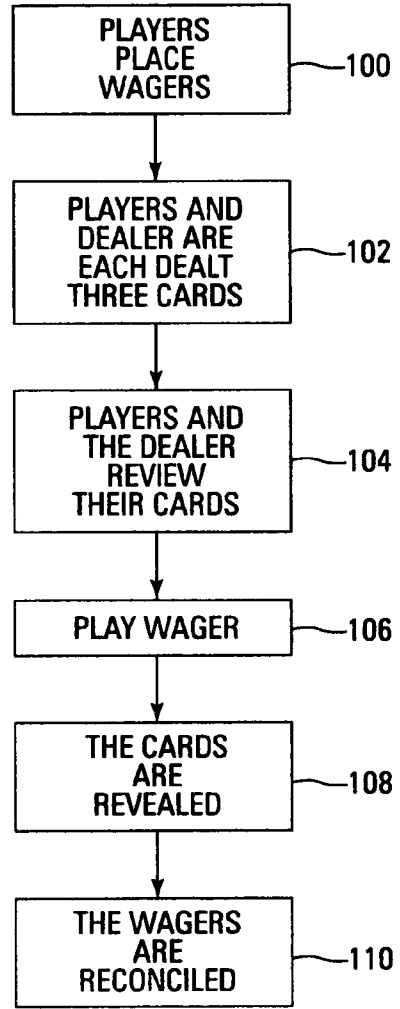 PLAYERS
PLACE
WAGERS
100
PLAYERS AND
DEALER ARE
EACH DEALT
THREE CARDS
102
PLAYERS AND
THE DEALER
REVIEW
THEIR CARDS
104
PLAY WAGER
106
THE CARDS
ARE
REVEALED
108
THE WAGERS
ARE
RECONCILED
110